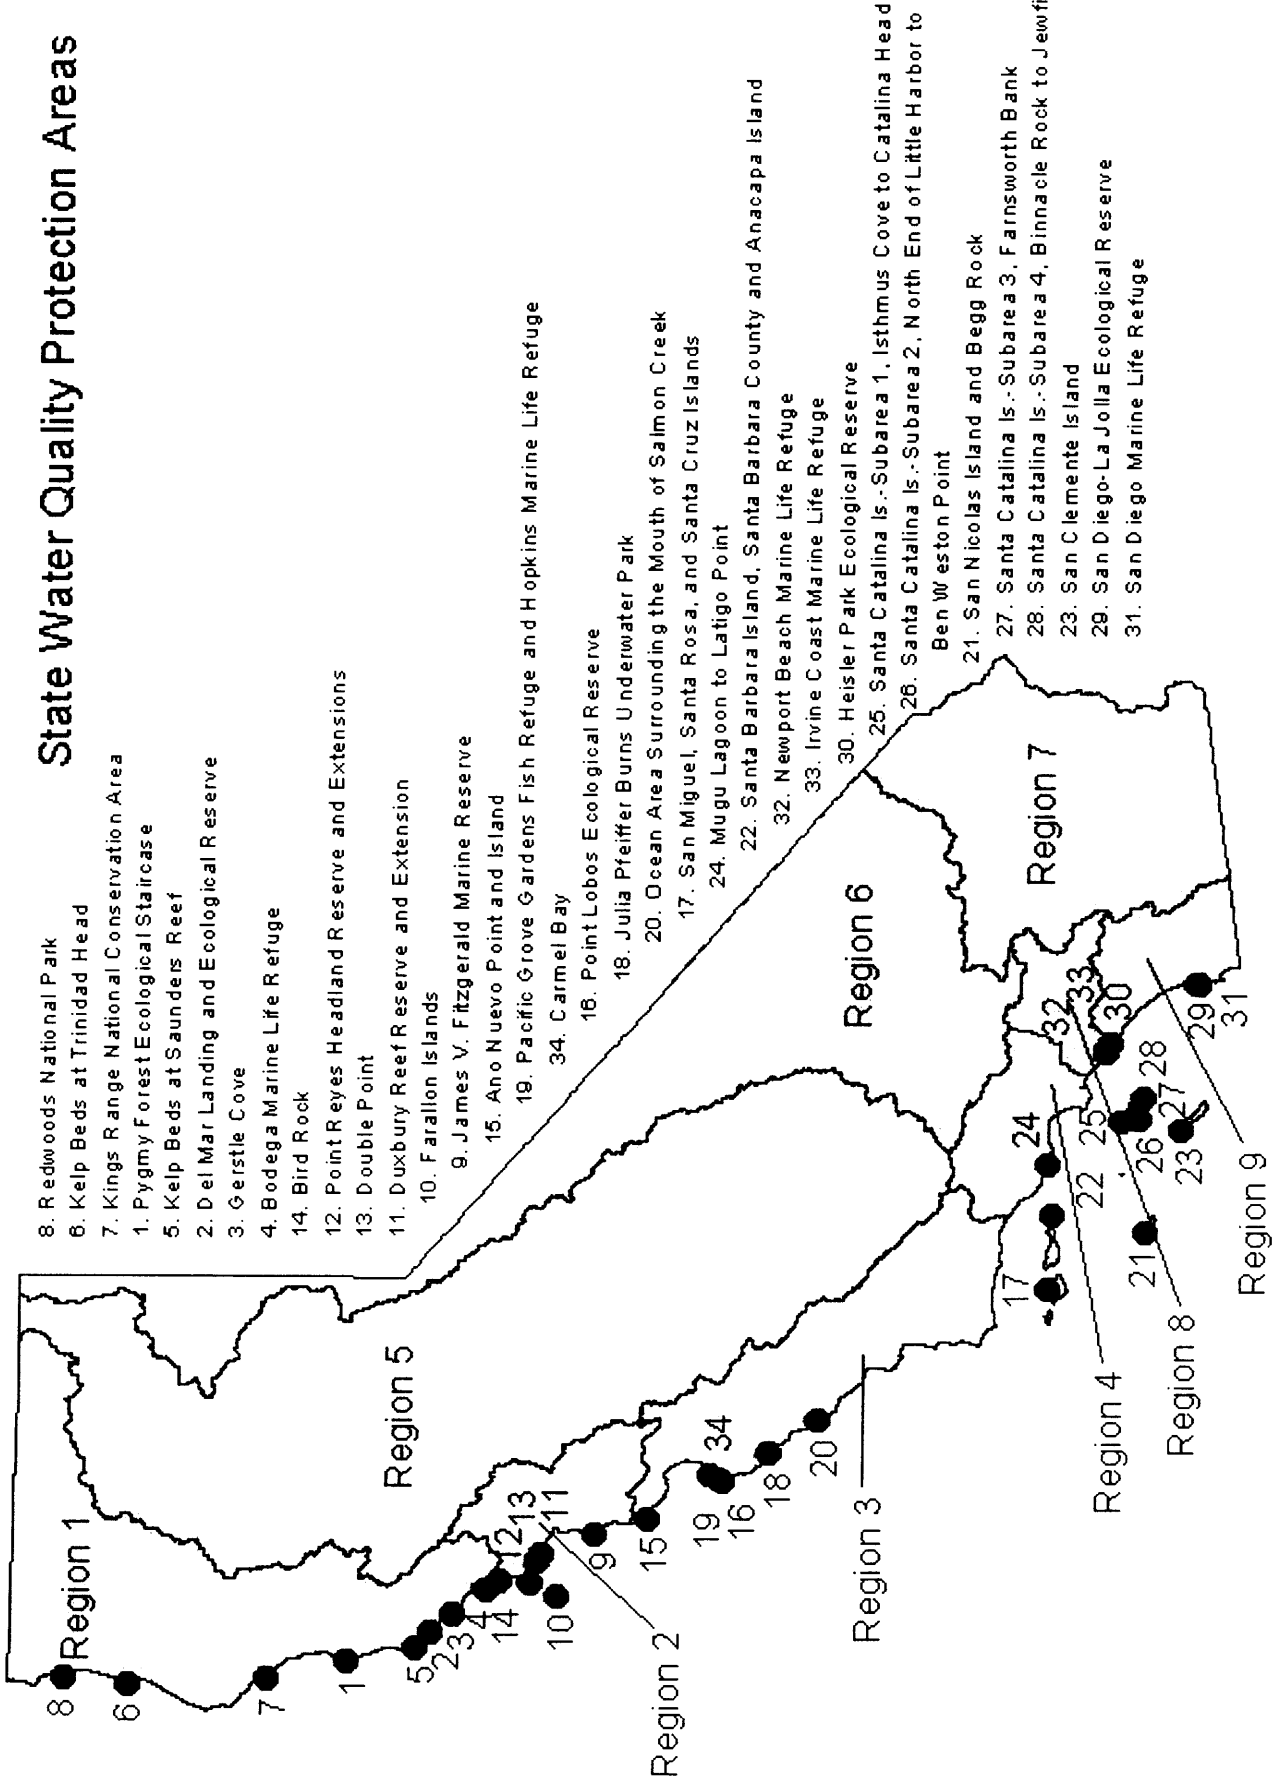 State Water Quality Protection Areas
8. Redwoods National Park
6. Kelp Beds at Trinidad Head
7. Kings Range National Conservation Area
1. Pygmy Forest Ecological Staircase
5. Kelp Beds at Saunders Reef
2. Del Mar Landing and Ecological Reserve
3. Gerstle Cove
4. Bodega Marine Life Refuge
14. Bird Rock
12. Point Reyes Headland Reserve and Extensions
13. Double Point
11. Duxbury Reef Reserve and Extension
10. Farallon Islands
9. James V. Fitzgerald Marine Reserve
15. Ano Nuevo Point and Island
19. Pacific Grove Gardens Fish Refuge and Hopkins Marine Life Refuge
34. Carmel Bay
16. Point Lobos Ecological Reserve
18. Julia Pfeiffer Burns Underwater Park
20. Ocean Area Surrounding the Mouth of Salmon Creek
17. San Miguel, Santa Rosa, and Santa Cruz Islands
24. Mugu Lagoon to Latigo Point
22. Santa Barbara Island, Santa Barbara County and Anacapa Island
32. Newport Beach Marine Life Refuge
33. Irvine Coast Marine Life Refuge
30. Heisler Park Ecological Reserve
25. Santa Catalina Is.-Subarea 1, Isthmus Cove to Catalina Head
26. Santa Catalina Is.-Subarea 2, North End of Little Harbor to
Ben Weston Point
21. San Nicolas Island and Begg Rock
27. Santa Catalina Is.-Subarea 3, Farnsworth Bank
28. Santa Catalina Is.-Subarea 4, Binnacle Rock to Jewfi
23. San Clemente Island
29. San Diego-La Jolla Ecological Reserve
31. San Diego Marine Life Refuge
Region 1
Region 5
Region 6
Region 7
Region 2
Region 3
Region 4
Region 8
Region 9
8
6
7
1
5
2
3
4
14
12
13
11
10
9
15
19
34
16
18
20
17
24
22
32
33
30
25
28
26
27
21
23
29
31